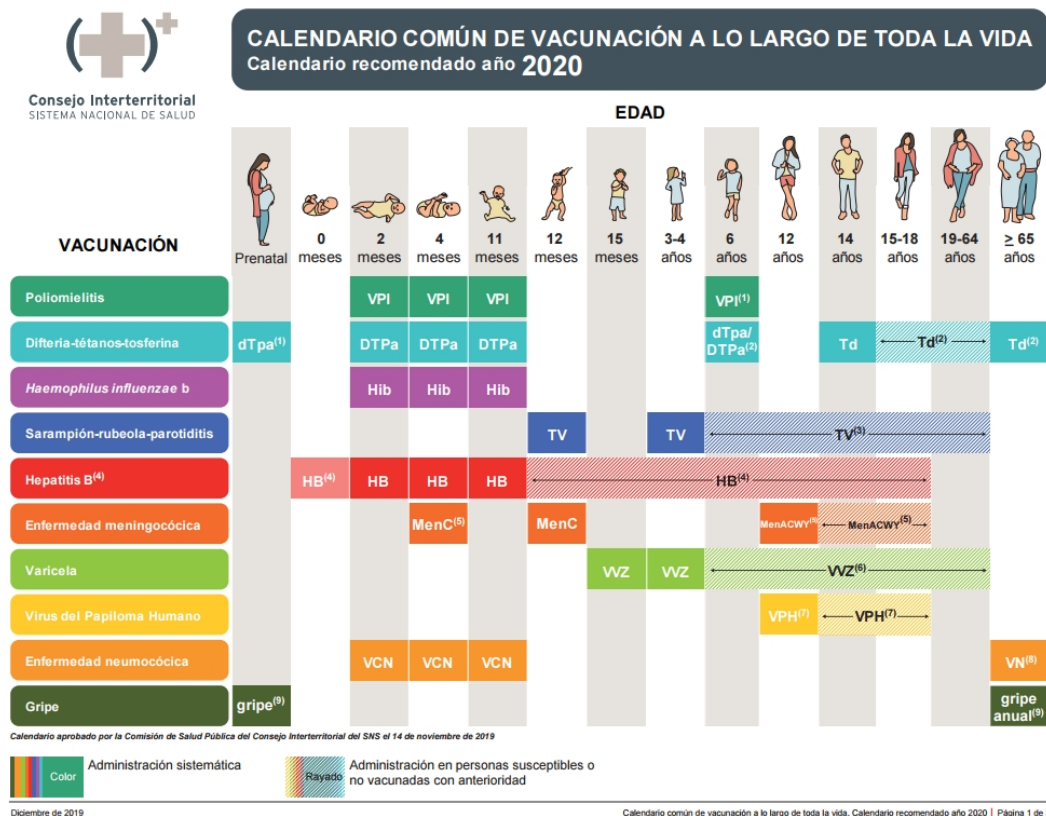 CALENDARIO COMÚN DE VACUNACIÓN A LO LARGO DE TODA LA VIDA
Calendario recomendado año 2020
Consejo Interterritorial
SISTEMA NACIONAL DE SALUD
EDAD
VACUNACIÓN
Prenatal
0 meses
2 meses
4 meses
11 meses
12 meses
15 meses
3-4 años
6 años
12 años
14 años
15-18 años
19-64 años
≥ 65 años
Poliomielitis VPI VPI VPI VPI(1)
Difteria-tétanos-tosferina dTpa(1) DTPa DTPa DTPa dTpa/ DTPa(2) Td Td(2) Td(2)
Haemophilus influenzae b Hib Hib Hib
Sarampión-rubeola-parotiditis TV TV TV(3)
Hepatitis B(4) HB(4) HB HB HB HB(4)
Enfermedad meningocócica MenC(5) MenC MenACWY(5) MenACWY(5)
Varicela VVZ VVZ VVZ(6)
Virus del Papiloma Humano VPH(7) VPH(7)
Enfermedad neumocócica VCN VCN VCN VN(8)
Gripe gripe(9) gripe anual(9)
Calendario aprobado por la Comisión de Salud Pública del Consejo Interterritorial del SNS el 14 de noviembre de 2019
Color Administración sistemática
Rayado Administración en personas susceptibles o
no vacunadas con anterioridad
Diciembre de 2019
Calendario común de vacunación a lo largo de toda la vida. Calendario recomendado año 2020 | Página 1 de